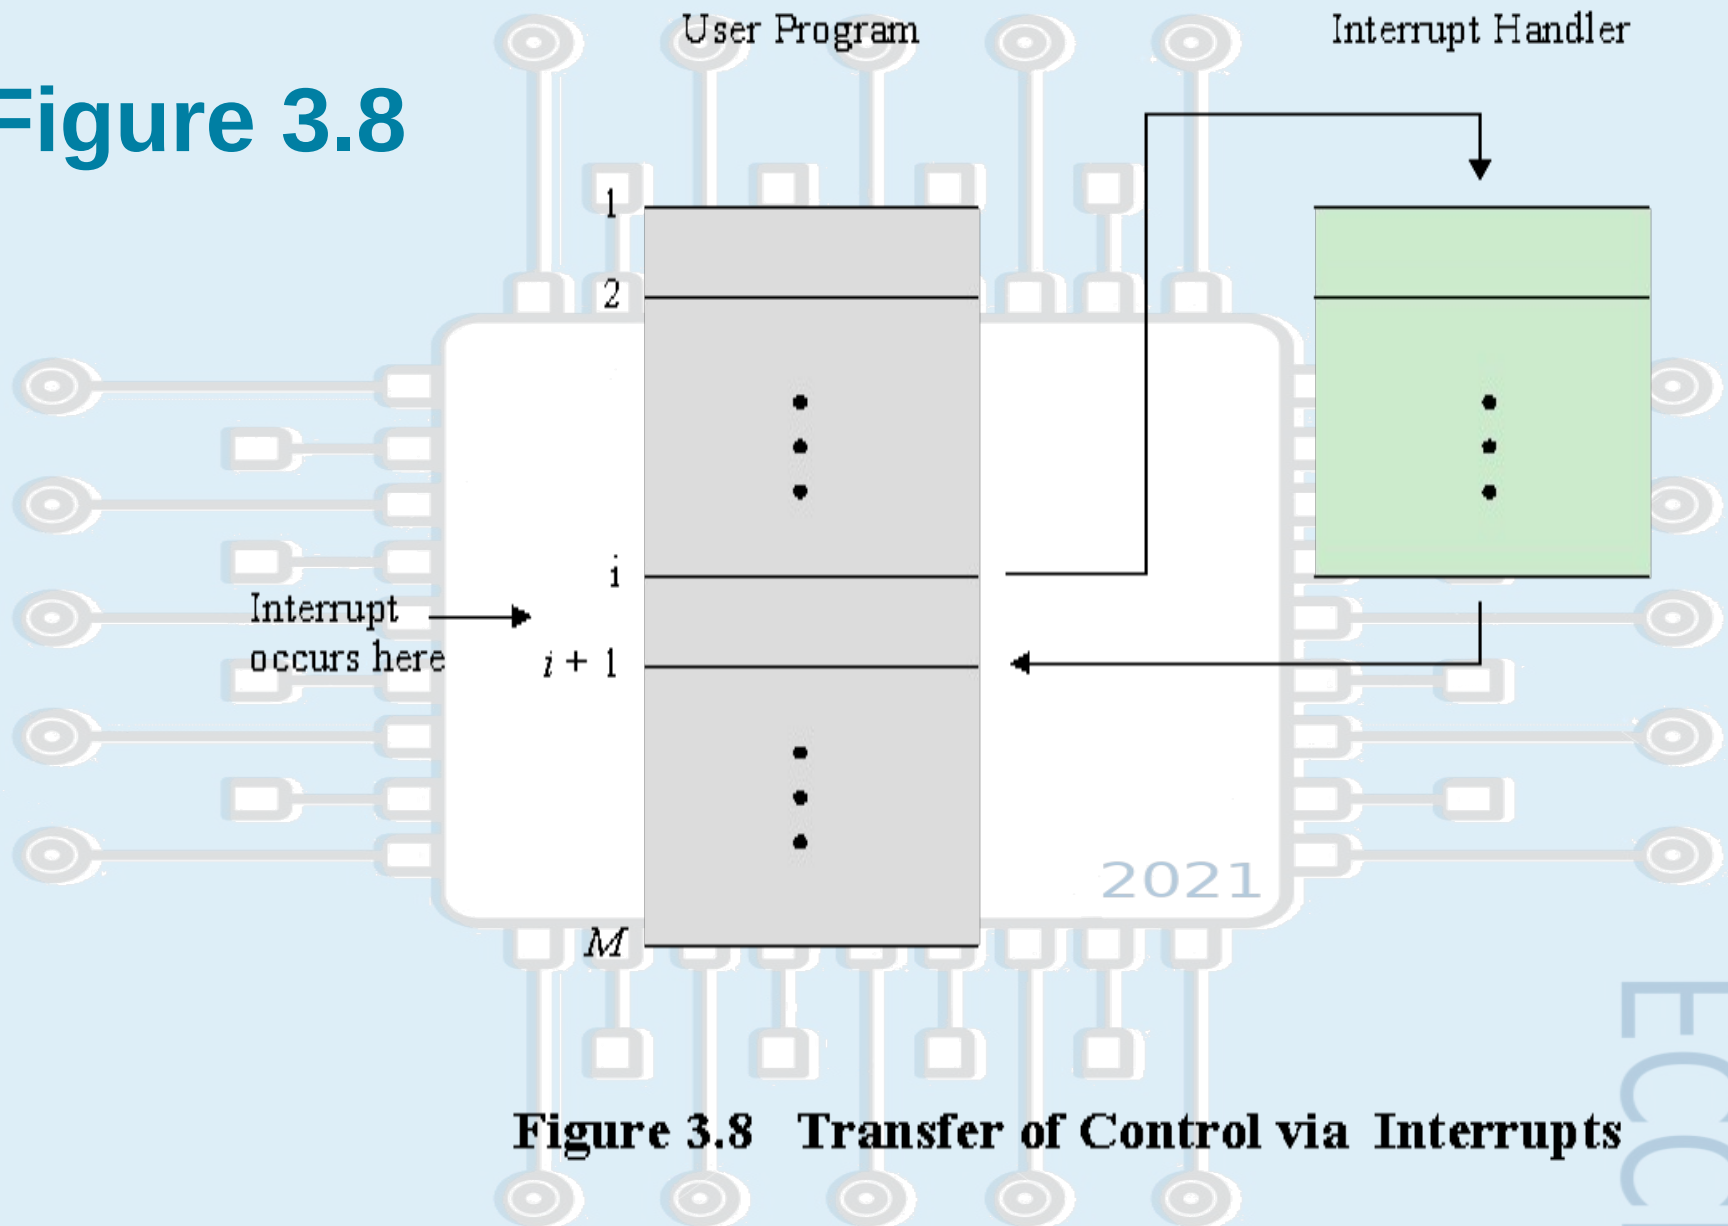 User Program
Interrupt Handler
Figure 3.8
1
2
i
Interrupt
occurs here
i + 1
2021
M
Figure 3.8 Transfer of Control via Interrupts